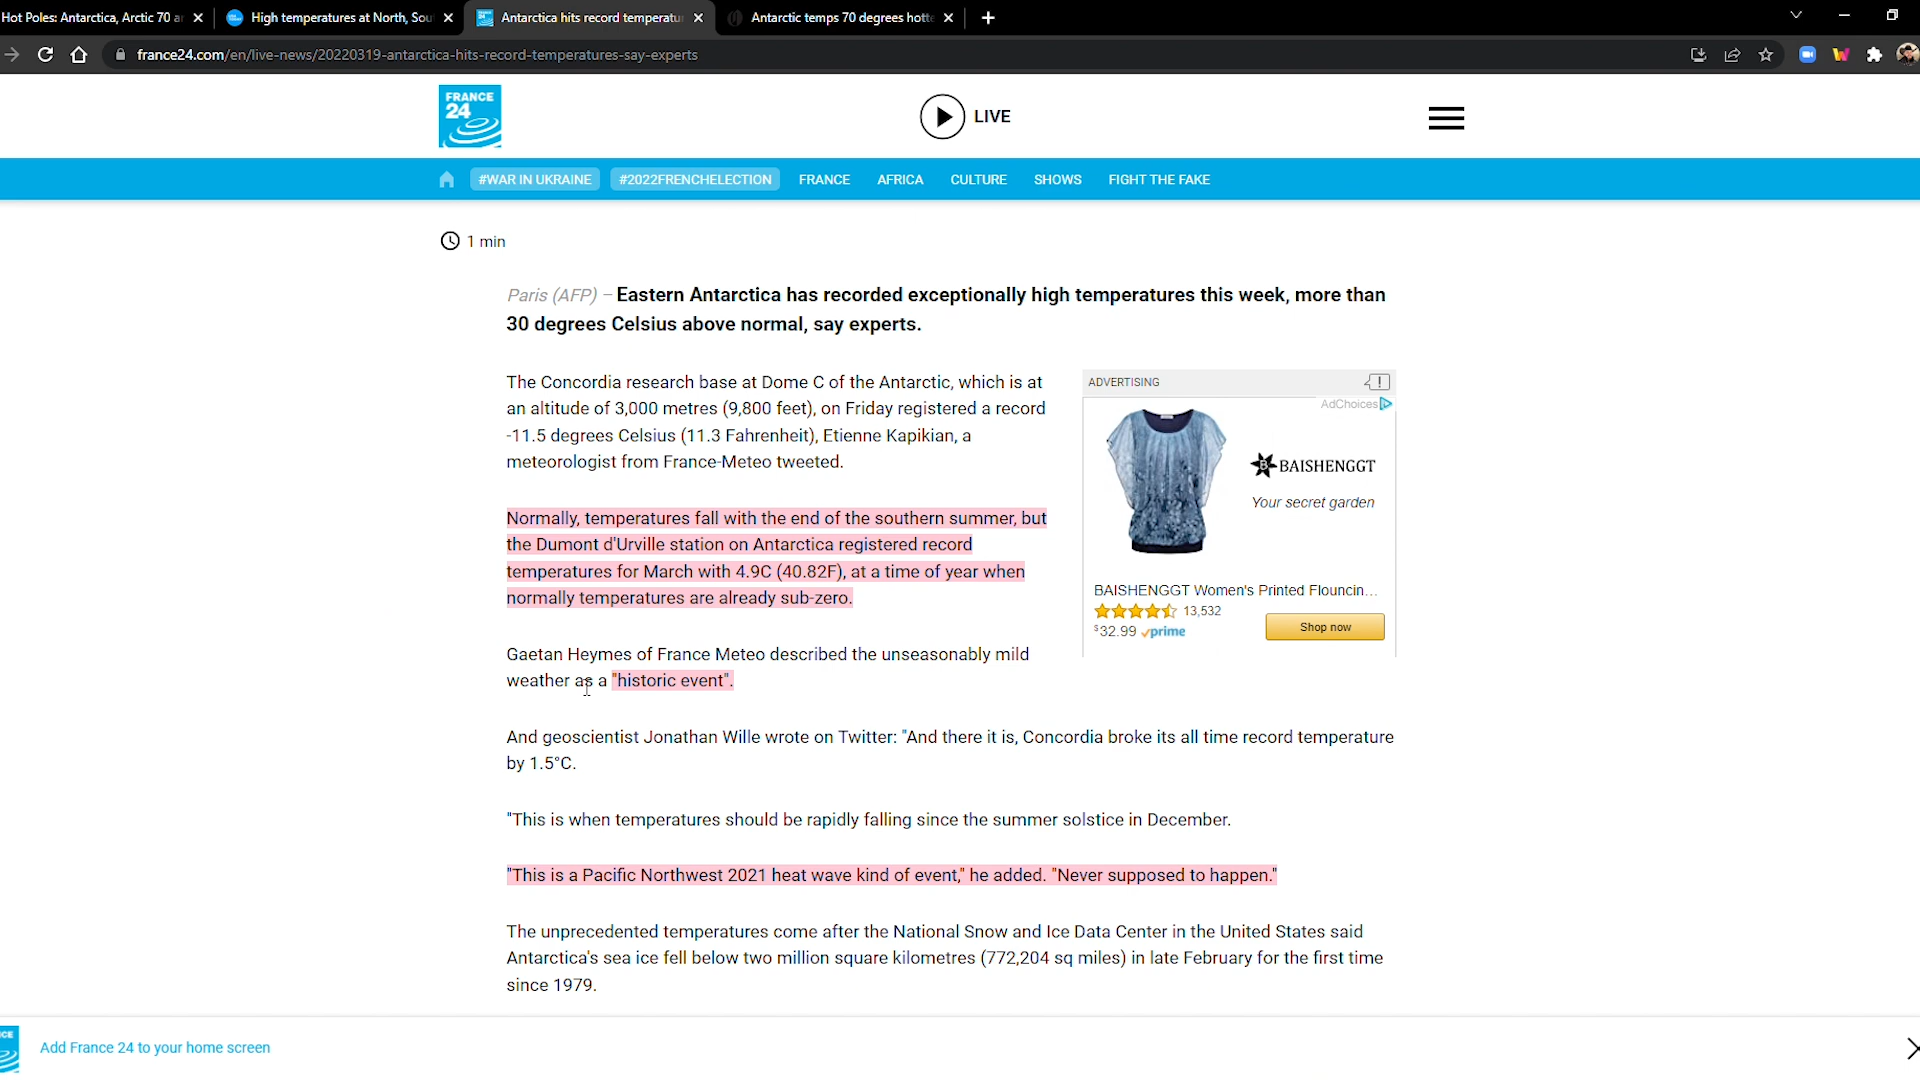 Hot Poles: Antarctica, Arctic 70 a
High temperatures at North, Sou
Antarctica hits record temperatu
Antarctic temps 70 degrees hotte
france24.com/en/live-news/20220319-antarctica-hits-record-temperatures-say-experts
FRANCE
24
LIVE
#WAR IN UKRAINE
#2022FRENCHELECTION
FRANCE
AFRICA
CULTURE
SHOWS
FIGHT THE FAKE
1 min
Paris (AFP) – Eastern Antarctica has recorded exceptionally high temperatures this week, more than
30 degrees Celsius above normal, say experts.
The Concordia research base at Dome C of the Antarctic, which is at
an altitude of 3,000 metres (9,800 feet), on Friday registered a record
-11.5 degrees Celsius (11.3 Fahrenheit), Etienne Kapikian, a
meteorologist from France-Meteo tweeted.
Normally, temperatures fall with the end of the southern summer, but
the Dumont d'Urville station on Antarctica registered record
temperatures for March with 4.9C (40.82F), at a time of year when
normally temperatures are already sub-zero.
Gaetan Heymes of France Meteo described the unseasonably mild
weather as a "historic event".
ADVERTISING
AdChoices
BAISHENGGT
Your secret garden
BAISHENGGT Women's Printed Flouncin...
13,532
$32.99 prime
Shop now
And geoscientist Jonathan Wille wrote on Twitter: "And there it is, Concordia broke its all time record temperature
by 1.5°C.
"This is when temperatures should be rapidly falling since the summer solstice in December.
"This is a Pacific Northwest 2021 heat wave kind of event," he added. "Never supposed to happen."
The unprecedented temperatures come after the National Snow and Ice Data Center in the United States said
Antarctica's sea ice fell below two million square kilometres (772,204 sq miles) in late February for the first time
since 1979.
Add France 24 to your home screen